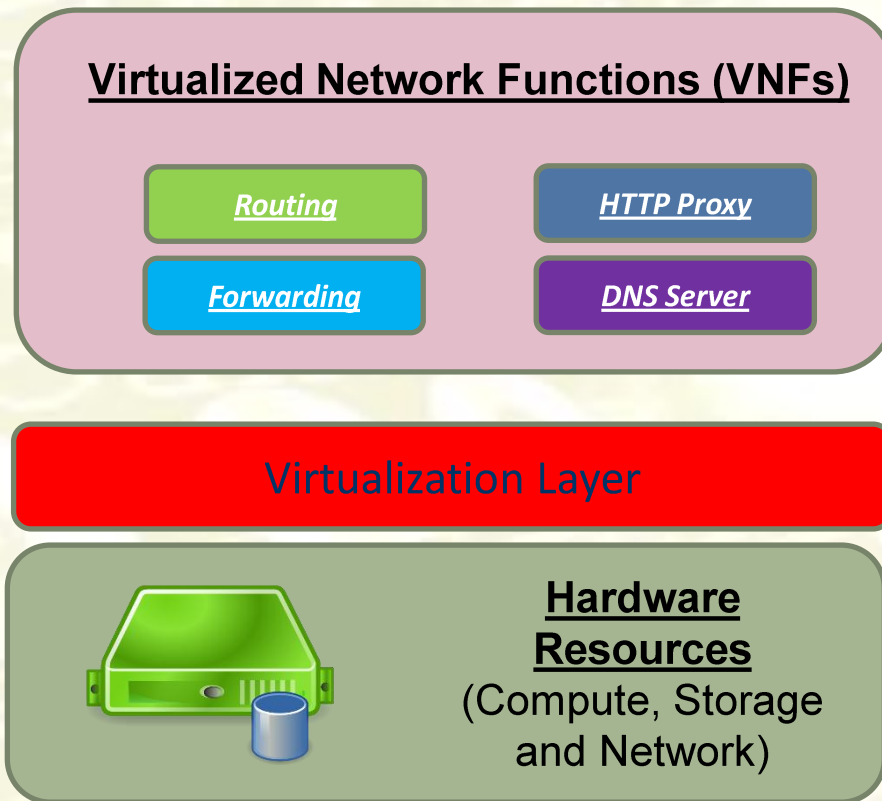 Virtualized Network Functions (VNFs)
Routing
HTTP Proxy
Forwarding
DNS Server
Virtualization Layer
Hardware
Resources
(Compute, Storage
and Network)